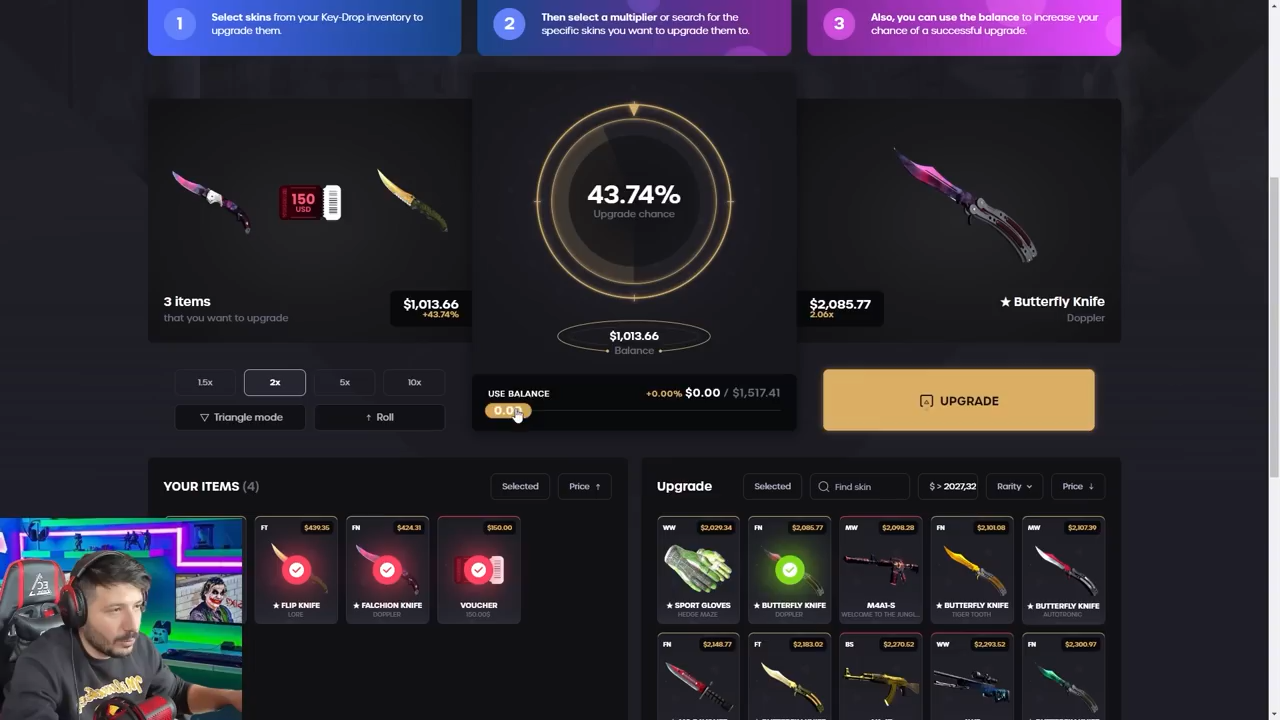 1
Select skins from your Key-Drop inventory to
upgrade them.
2
Then select a multiplier or search for the
specific skins you want to upgrade them to.
3
Also, you can use the balance to increase your
chance of a successful upgrade.
150
USD
3 items
that you want to upgrade
$1,013.66
+43.74%
43.74%
Upgrade chance
$1,013.66
Balance
$2,085.77
2.06x
★ Butterfly Knife
Doppler
1.5x
2x
5x
10x
Triangle mode
Roll
USE BALANCE
+0.00% $0.00 / $1,517.41
UPGRADE
YOUR ITEMS (4)
Selected
Price ↑
Upgrade
Selected
Find skin
$ > 2027,32
Rarity
Price ↓
FT
$439.35
★ FLIP KNIFE
LORE
FN
$424.31
★ FALCHION KNIFE
DOPPLER
$150.00
VOUCHER
150.00$
WW
$2,029.34
★ SPORT GLOVES
HEDGE MAZE
FN
$2,085.77
★ BUTTERFLY KNIFE
DOPPLER
MW
$2,098.28
M4A1-S
WELCOME TO THE JUNGL...
FN
$2,101.08
★ BUTTERFLY KNIFE
TIGER TOOTH
MW
$2,107.39
★ BUTTERFLY KNIFE
AUTOTRONIC
FN
$2,148.77
FT
$2,183.02
BS
$2,270.52
WW
$2,293.52
FN
$2,300.97